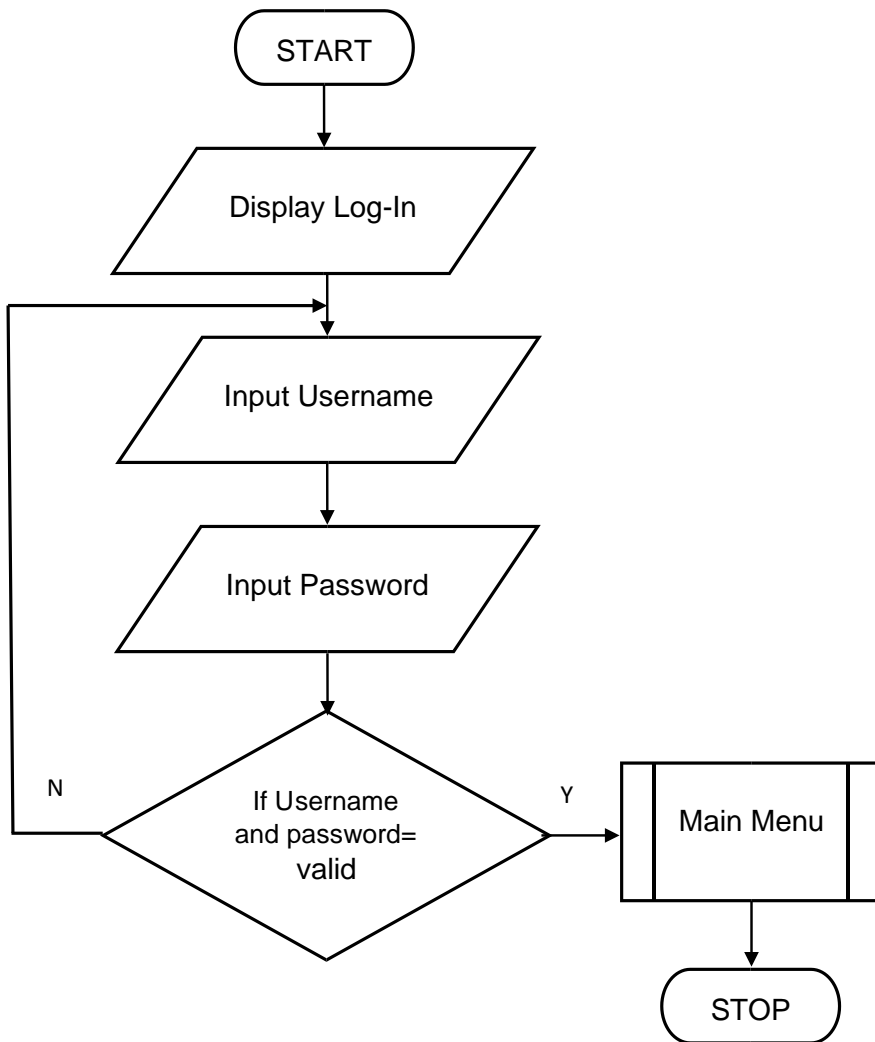 START
Display Log-In
Input Username
Input Password
N
If Username
and password=
valid
Y
Main Menu
STOP